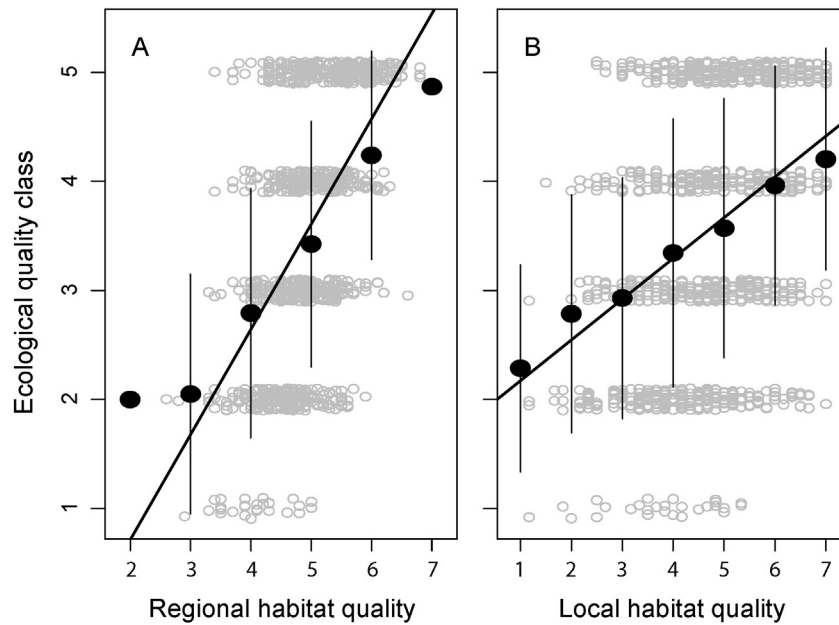 A
B
Ecological quality class
5
4
3
2
1
2 3 4 5 6 7
1 2 3 4 5 6 7
Regional habitat quality
Local habitat quality